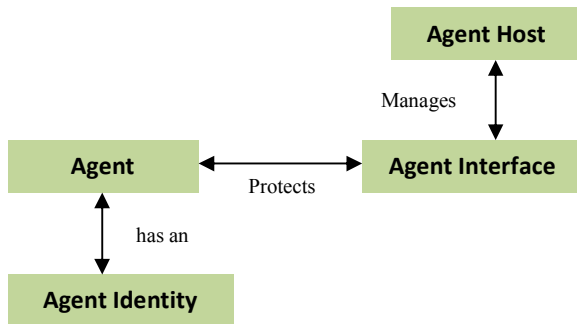 Agent Host
Manages
Agent
Agent Interface
Protects
has an
Agent Identity